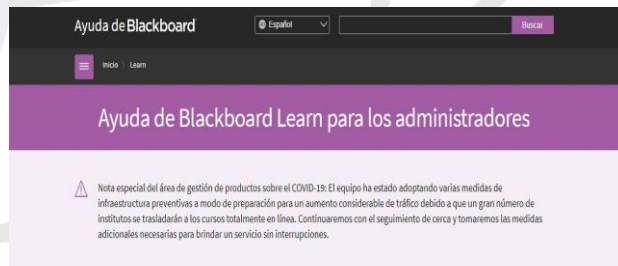 Ayuda de Blackboard
Español
Buscar
Inicio
Learn
Ayuda de Blackboard Learn para los administradores
Nota especial del área de gestión de productos sobre el COVID-19: El equipo ha estado adoptando varias medidas de
infraestructura preventivas a modo de preparación para un aumento considerable de tráfico debido a que un gran número de
institutos se trasladarán a los cursos totalmente en línea. Continuaremos con el seguimiento de cerca y tomaremos las medidas
adicionales necesarias para brindar un servicio sin interrupciones.